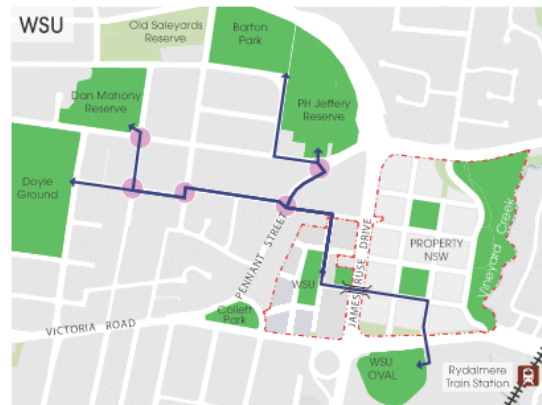 WSU
Old Saleyards
Reserve
Barton
Park
Dan Mahony
Reserve
PH Jeffery
Reserve
Doyle
Ground
PENNANT STREET
JAMES RUSE DRIVE
PROPERTY
NSW
Vineyard Creek
WSU
Collett
Park
VICTORIA ROAD
WSU
OVAL
Rydalmere
Train Station